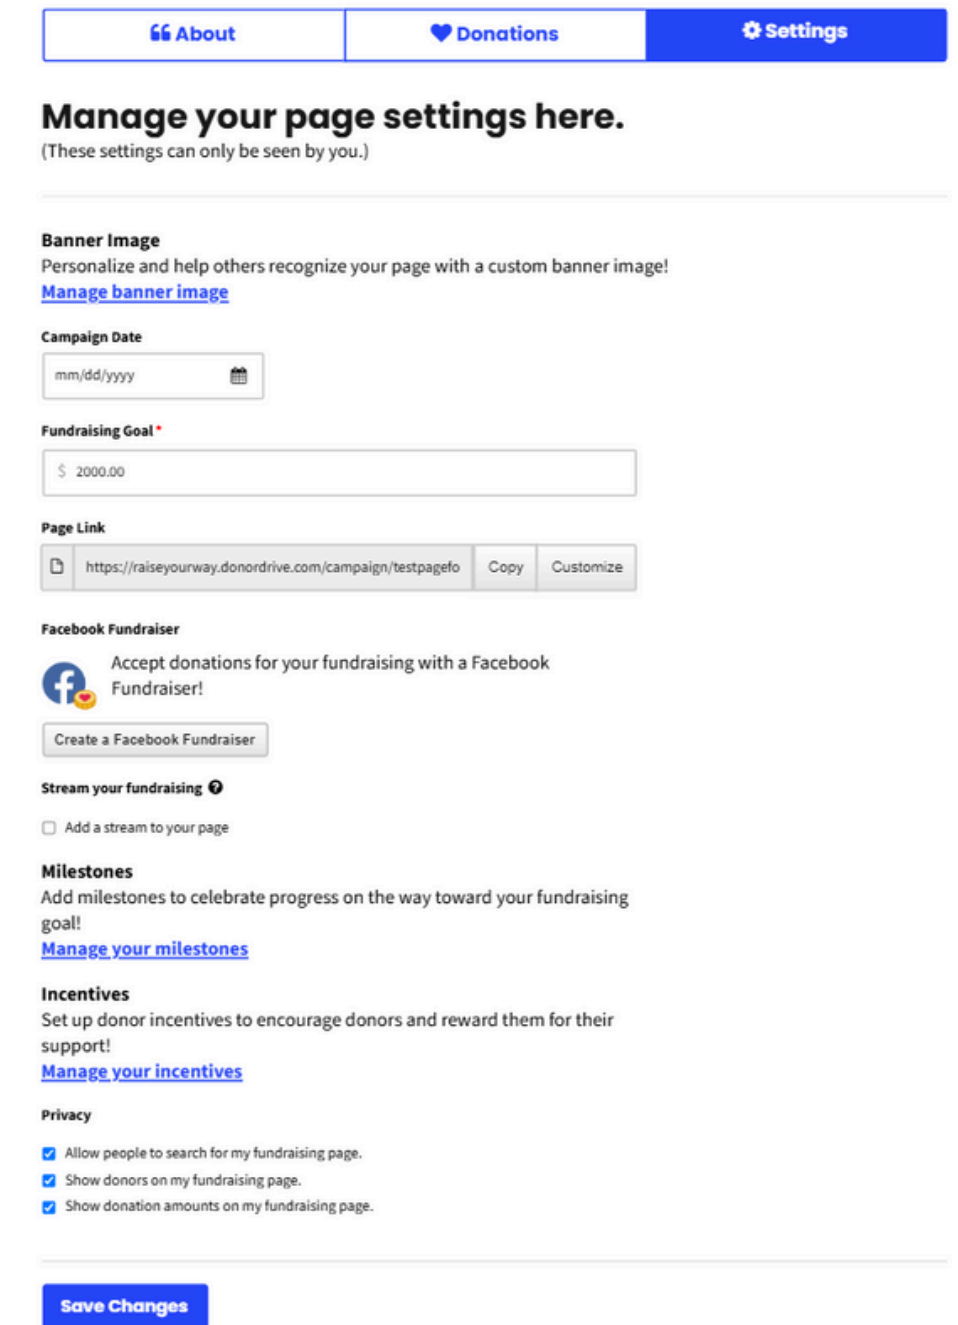 About
Donations
Settings
Manage your page settings here.
(These settings can only be seen by you.)
Banner Image
Personalize and help others recognize your page with a custom banner image!
Manage banner image
Campaign Date
mm/dd/yyyy
Fundraising Goal*
$ 2000.00
Page Link
https://raiseyourway.donordrive.com/campaign/testpagefo
Copy
Customize
Facebook Fundraiser
Accept donations for your fundraising with a Facebook
Fundraiser!
Create a Facebook Fundraiser
Stream your fundraising
Add a stream to your page
Milestones
Add milestones to celebrate progress on the way toward your fundraising
goal!
Manage your milestones
Incentives
Set up donor incentives to encourage donors and reward them for their
support!
Manage your incentives
Privacy
Allow people to search for my fundraising page.
Show donors on my fundraising page.
Show donation amounts on my fundraising page.
Save Changes